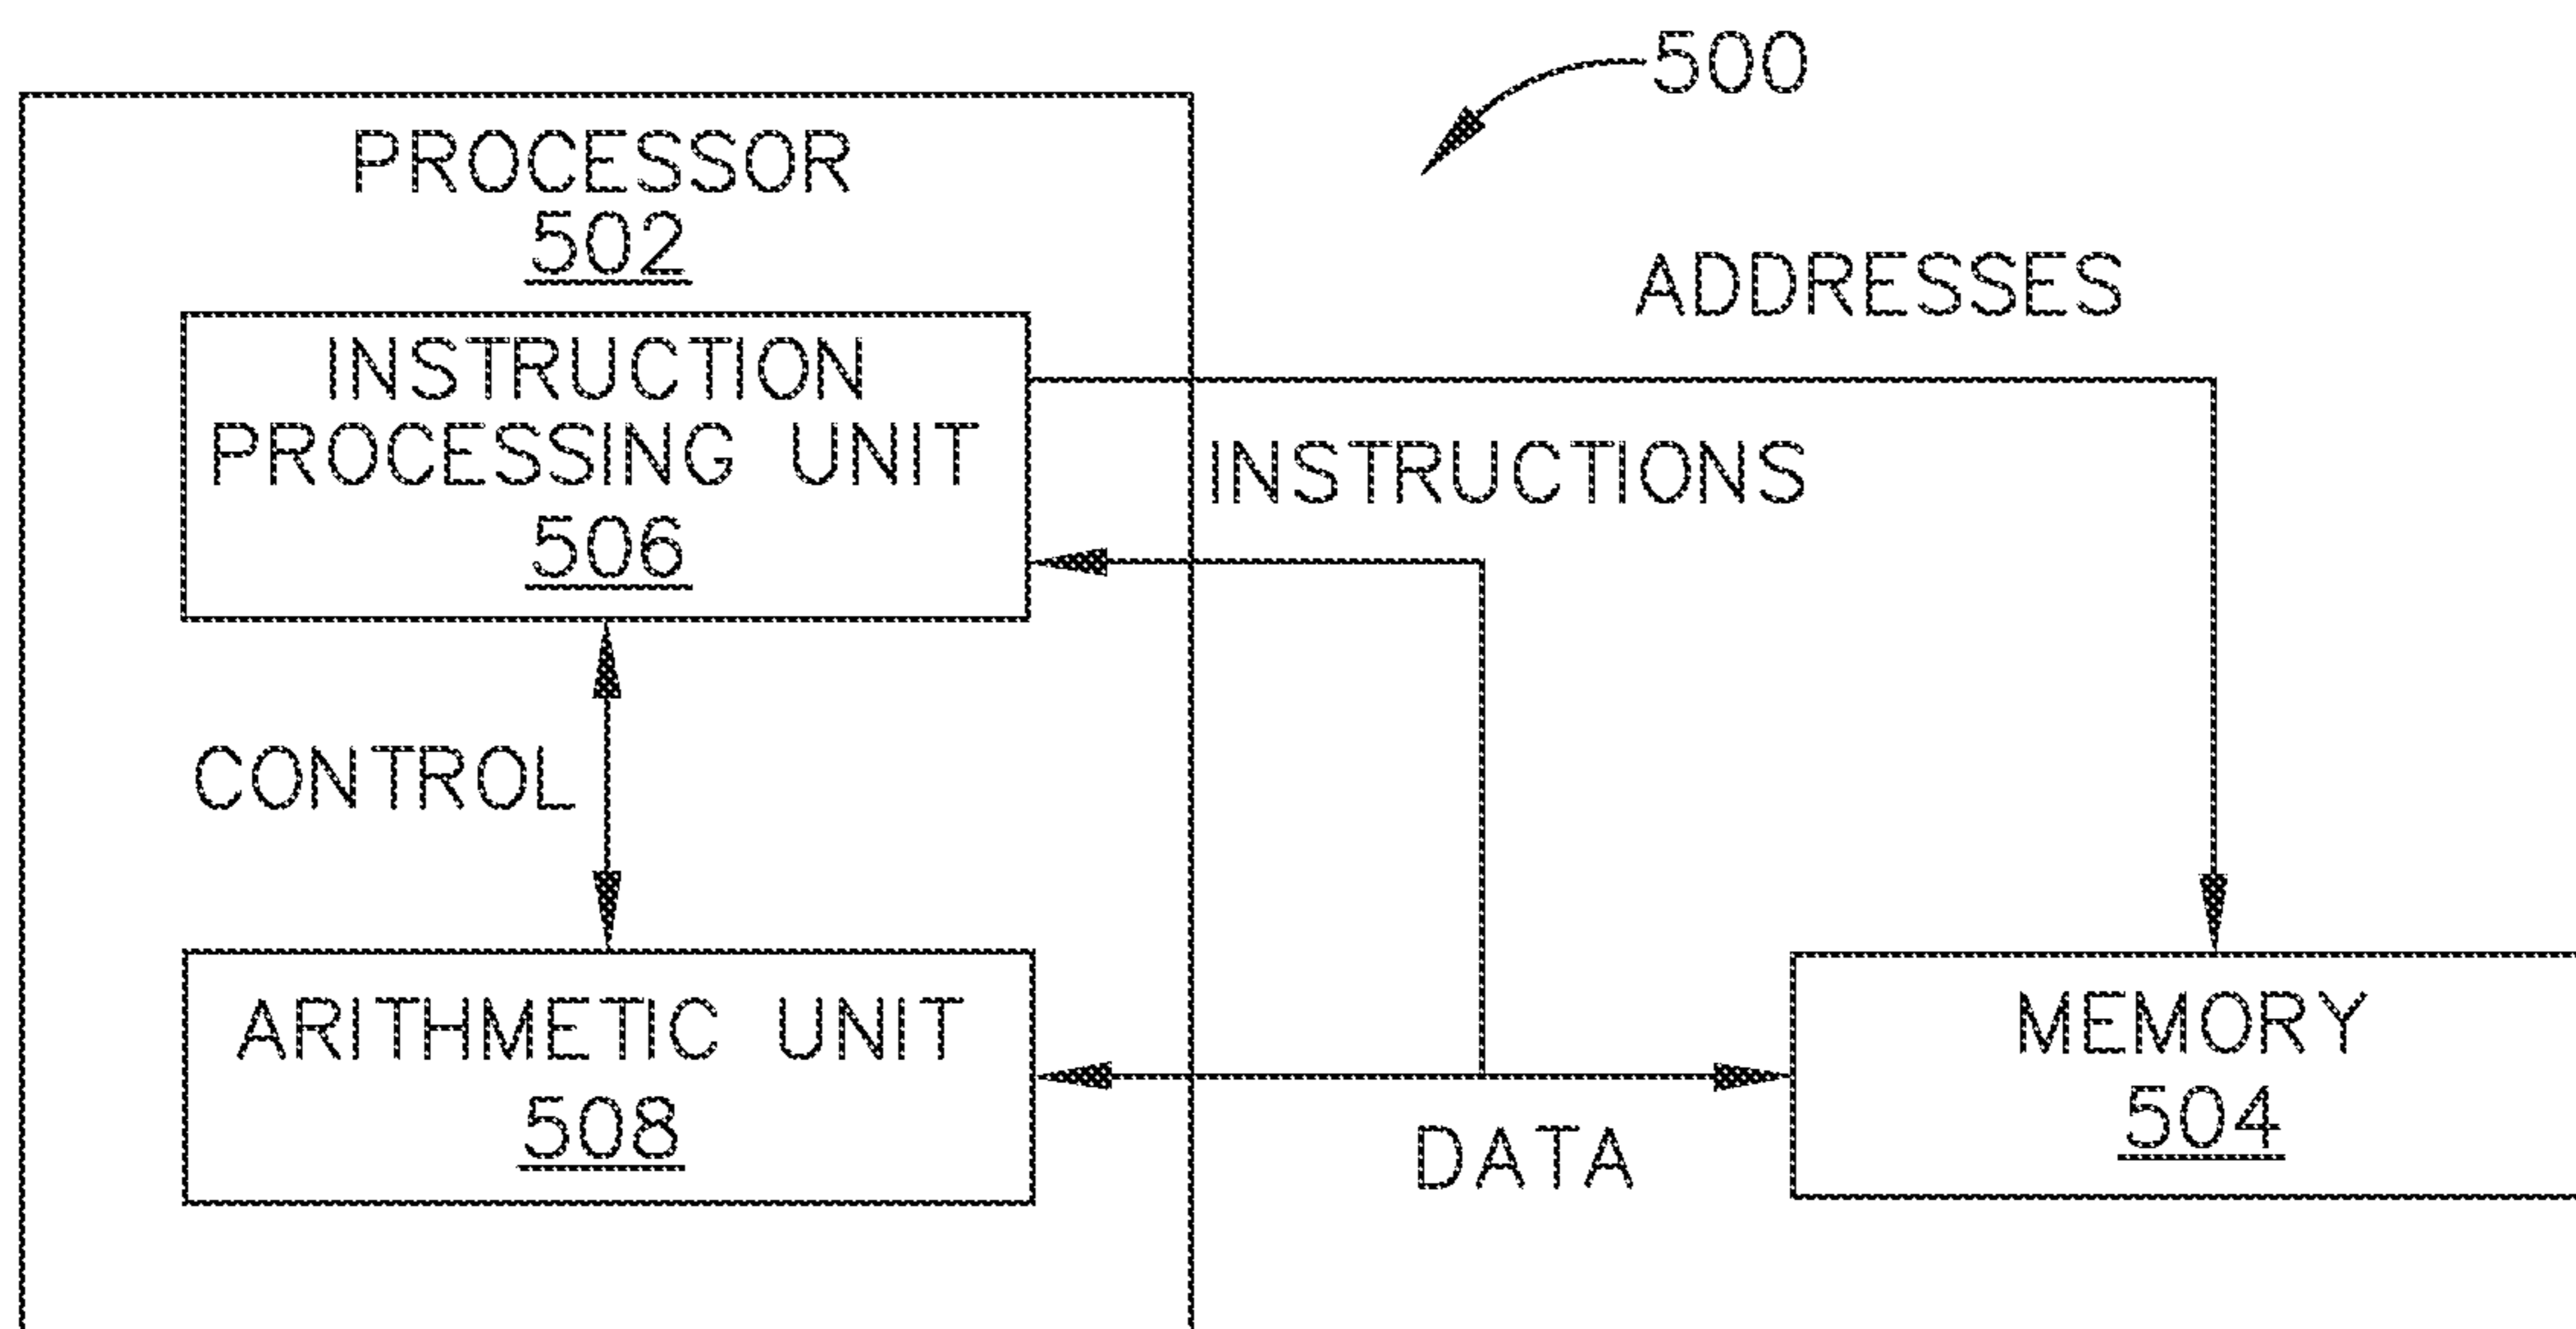 500
PROCESSOR
502
ADDRESSES
INSTRUCTION
PROCESSING UNIT
506
INSTRUCTIONS
CONTROL
ARITHMETIC UNIT
508
DATA
MEMORY
504